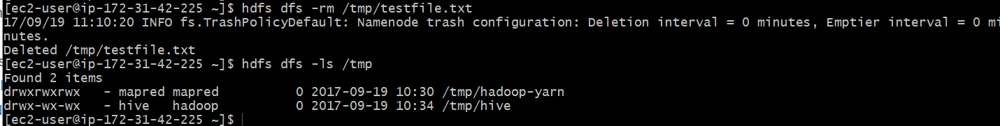 [ec2-user@ip-172-31-42-225 ~]$ hdfs dfs -rm /tmp/testfile.txt
17/09/19 11:10:20 INFO fs.TrashPolicyDefault: Namenode trash configuration: Deletion interval = 0 minutes, Emptier interval = 0 mi
nutes.
Deleted /tmp/testfile.txt
[ec2-user@ip-172-31-42-225 ~]$ hdfs dfs -ls /tmp
Found 2 items
drwxrwxrwx   - mapred mapred          0 2017-09-19 10:30 /tmp/hadoop-yarn
drwx-wx-wx   - hive   hadoop          0 2017-09-19 10:34 /tmp/hive
[ec2-user@ip-172-31-42-225 ~]$